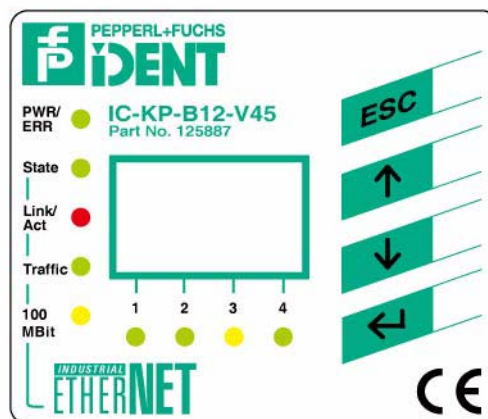 PEPPERL+FUCHS
IDENT
IC-KP-B12-V45
Part No. 125887
PWR/
ERR
State
Link/
Act
Traffic
100
MBit
1 2 3 4
ESC
INDUSTRIAL
ETHERNET
CE